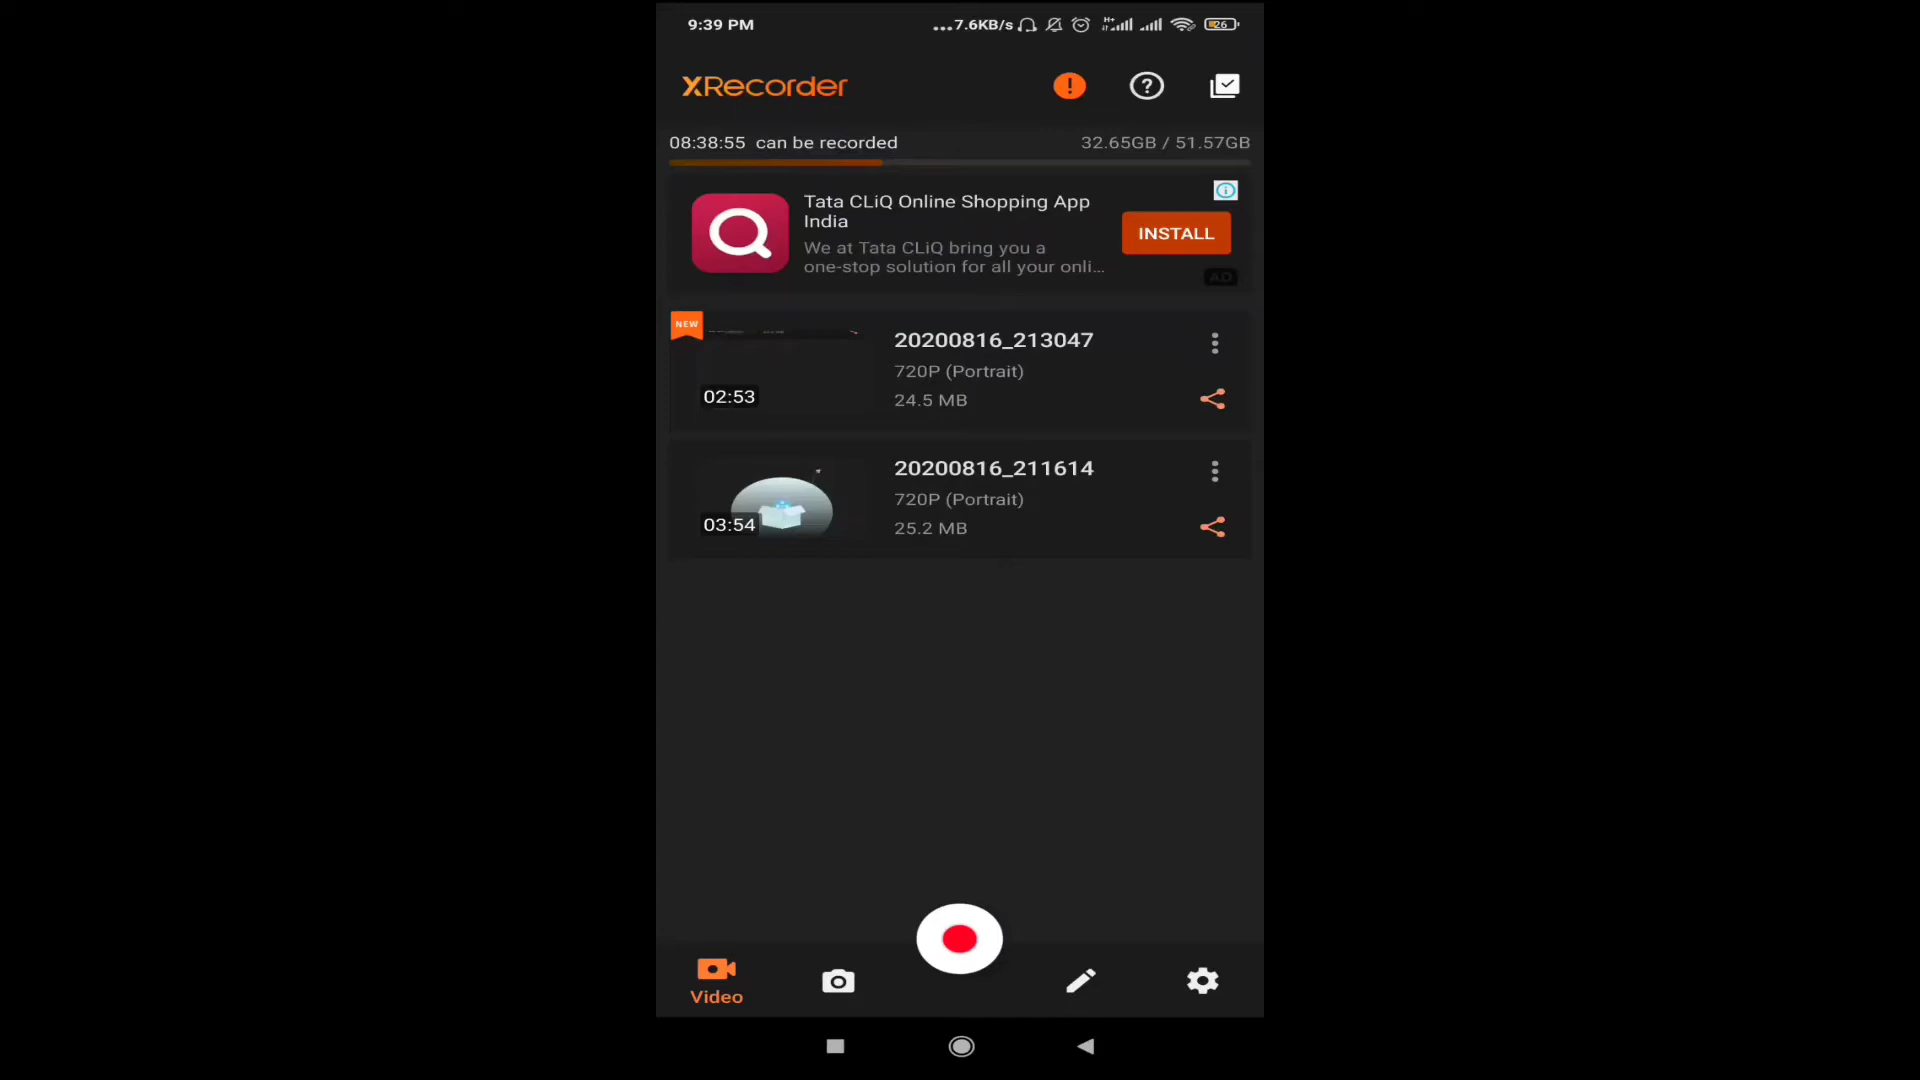 9:39 PM
...7.6KB/s
H+
26
XRecorder
08:38:55 can be recorded
32.65GB / 51.57GB
Tata CLiQ Online Shopping App
India
We at Tata CLiQ bring you a
one-stop solution for all your onli...
INSTALL
AD
NEW
20200816_213047
720P (Portrait)
02:53
24.5 MB
20200816_211614
720P (Portrait)
03:54
25.2 MB
Video